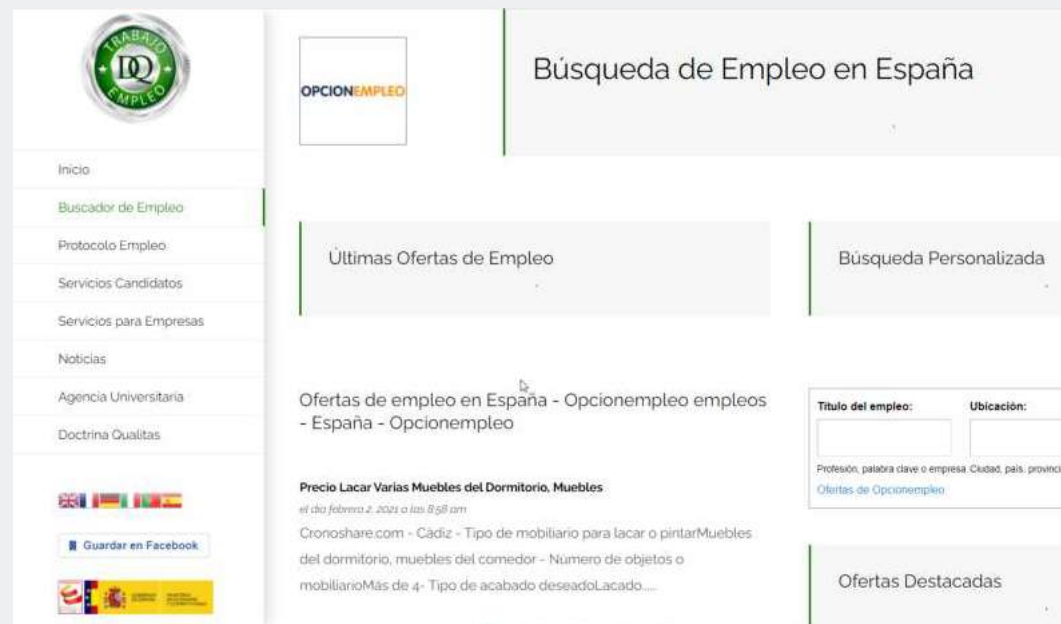 TRABAJO
DQ
EMPLEO
Inicio
Buscador de Empleo
Protocolo Empleo
Servicios Candidatos
Servicios para Empresas
Noticias
Agencia Universitaria
Doctrina Qualitas
Guardar en Facebook
OPCIONEMPLEO
Búsqueda de Empleo en España
Últimas Ofertas de Empleo
Ofertas de empleo en España - Opcionempleo empleos
- España - Opcionempleo
Precio Lacar Varias Muebles del Dormitorio, Muebles
el día febrero 2, 2021 a las 8:58 am
Cronoshare.com - Cádiz - Tipo de mobiliario para lacar o pintarMuebles
del dormitorio, muebles del comedor - Número de objetos o
mobiliarioMás de 4- Tipo de acabado deseadoLacado.....
Búsqueda Personalizada
Título del empleo: Ubicación:
Profesión, palabra clave o empresa Ciudad, país, provinci
Ofertas de Opcionempleo
Ofertas Destacadas